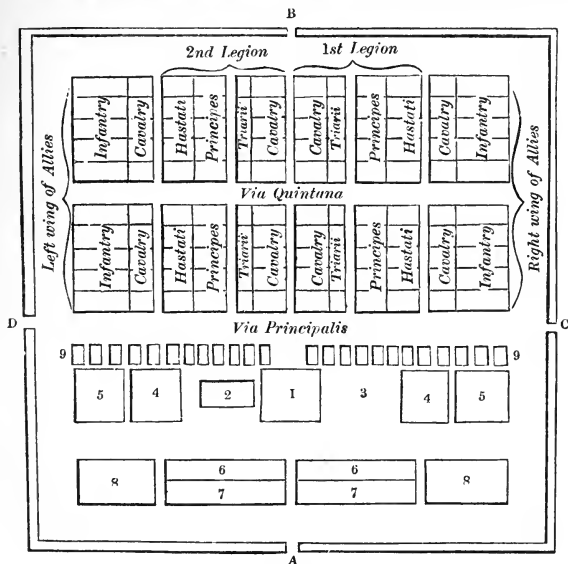 B
2nd Legion 1st Legion
Left wing of Allies
Infantry Cavalry Hastati Principes Triarii Cavalry Cavalry Triarii Principes Hastati Cavalry Infantry
Right wing of Allies
Via Quintana
Infantry Cavalry Hastati Principes Triarii Cavalry Cavalry Triarii Principes Hastati Cavalry Infantry
D Via Principalis C
9 9
5 4 2 1 3 4 5
8 6 6 8
7 7
A